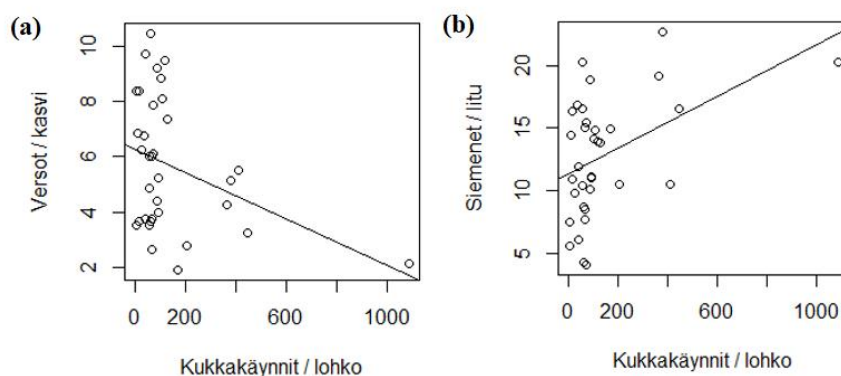 (a)
Versot / kasvi
10
8
6
4
2
0 200 600 1000
Kukkakäynnit / lohko
(b)
Siemenet / litu
20
15
10
5
0 200 600 1000
Kukkakäynnit / lohko